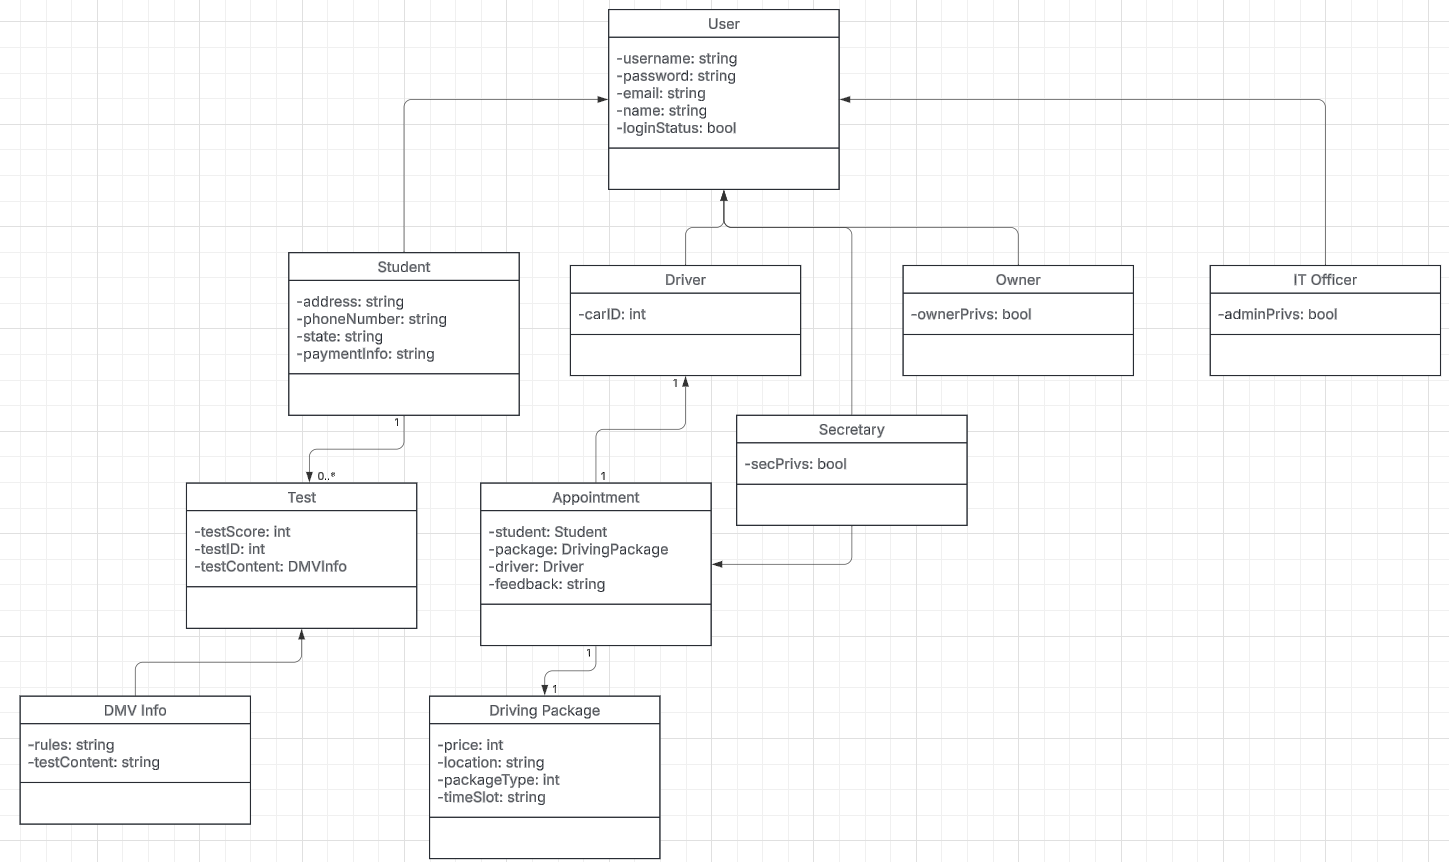 User
-username: string
-password: string
-email: string
-name: string
-loginStatus: bool
Student
-address: string
-phoneNumber: string
-state: string
-paymentInfo: string
1
Driver
-carID: int
1
Owner
-ownerPrivs: bool
IT Officer
-adminPrivs: bool
Secretary
-secPrivs: bool
0..*
Test
-testScore: int
-testID: int
-testContent: DMVInfo
1
Appointment
-student: Student
-package: DrivingPackage
-driver: Driver
-feedback: string
1
DMV Info
-rules: string
-testContent: string
1
Driving Package
-price: int
-location: string
-packageType: int
-timeSlot: string